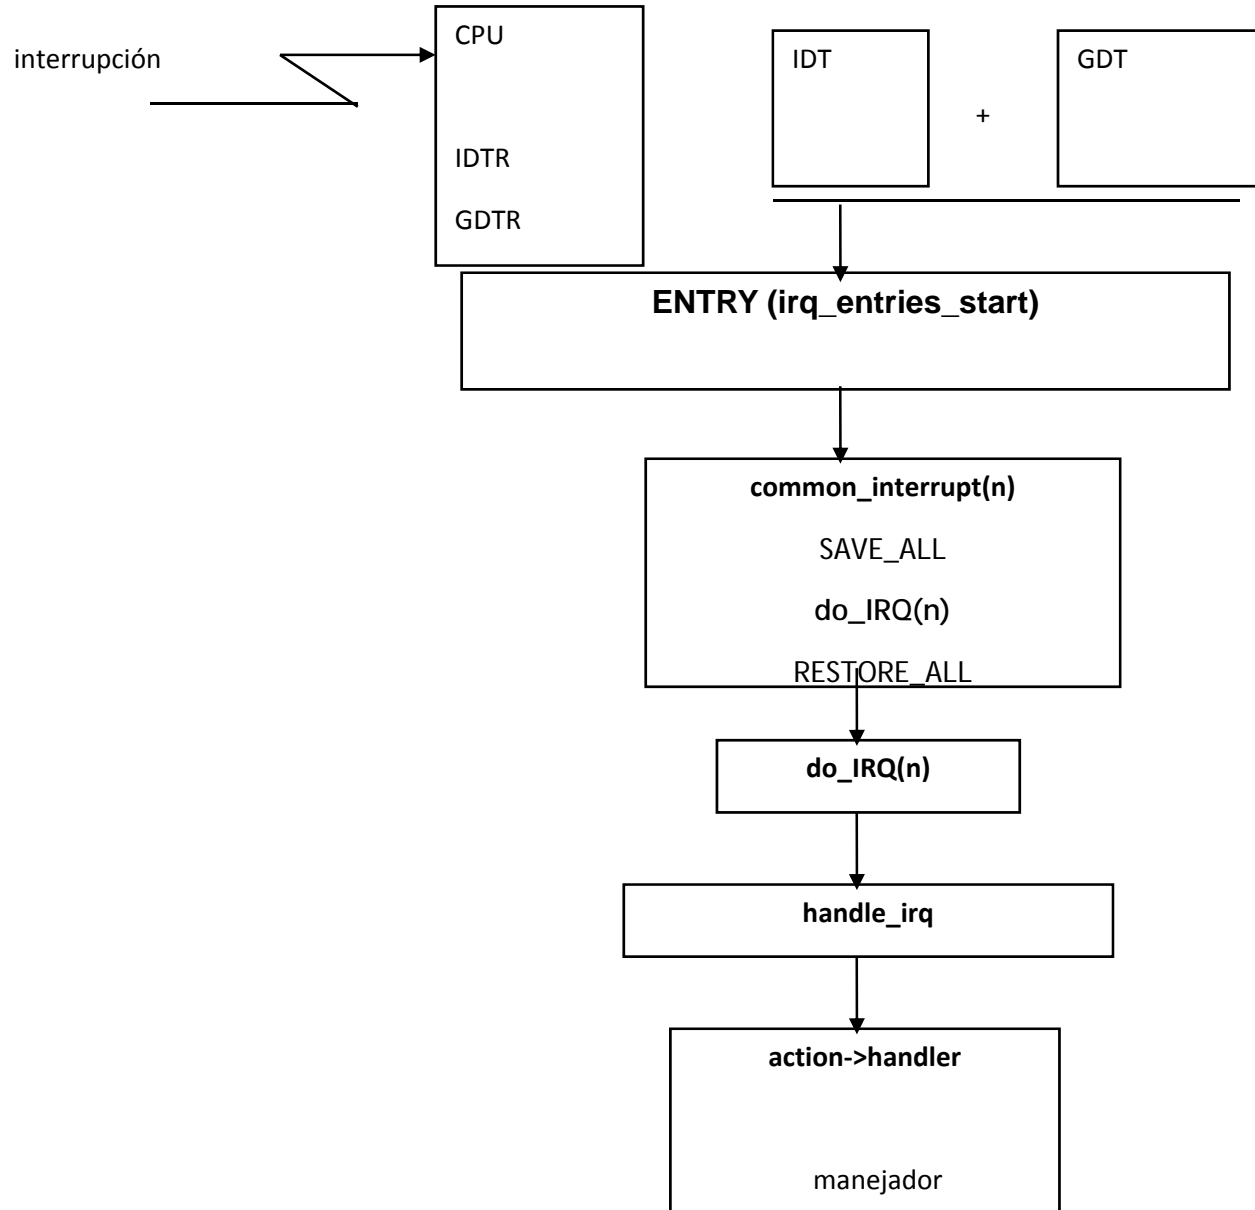 interrupción
CPU
IDTR
GDTR
IDT
+
GDT
ENTRY (irq_entries_start)
common_interrupt(n)
SAVE_ALL
do_IRQ(n)
RESTORE_ALL
do_IRQ(n)
handle_irq
action->handler
manejador